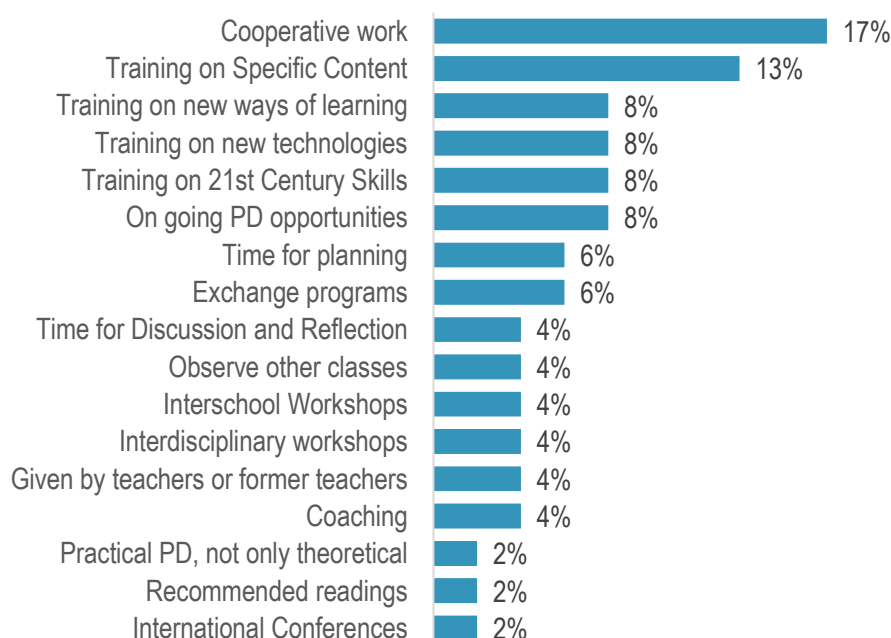 Cooperative work 17%
Training on Specific Content 13%
Training on new ways of learning 8%
Training on new technologies 8%
Training on 21st Century Skills 8%
On going PD opportunities 8%
Time for planning 6%
Exchange programs 6%
Time for Discussion and Reflection 4%
Observe other classes 4%
Interschool Workshops 4%
Interdisciplinary workshops 4%
Given by teachers or former teachers 4%
Coaching 4%
Practical PD, not only theoretical 2%
Recommended readings 2%
International Conferences 2%